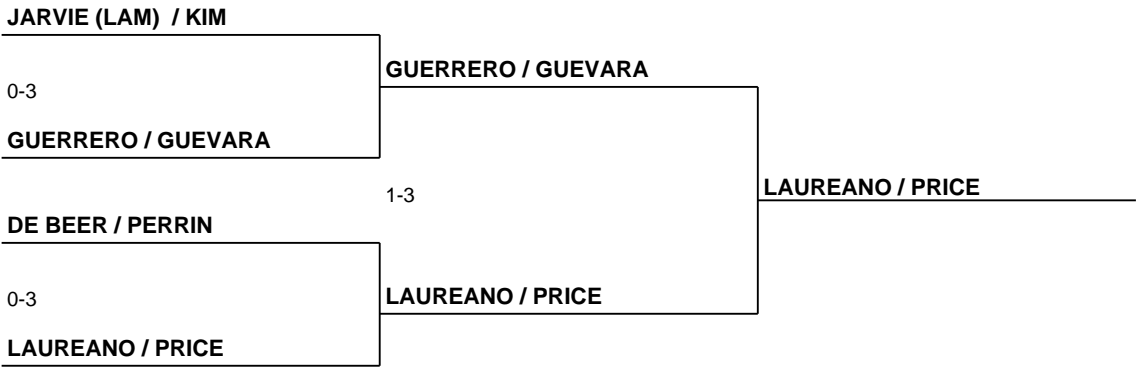 JARVIE (LAM) / KIM
GUERRERO / GUEVARA
0-3
GUERRERO / GUEVARA
LAUREANO / PRICE
1-3
DE BEER / PERRIN
LAUREANO / PRICE
0-3
LAUREANO / PRICE